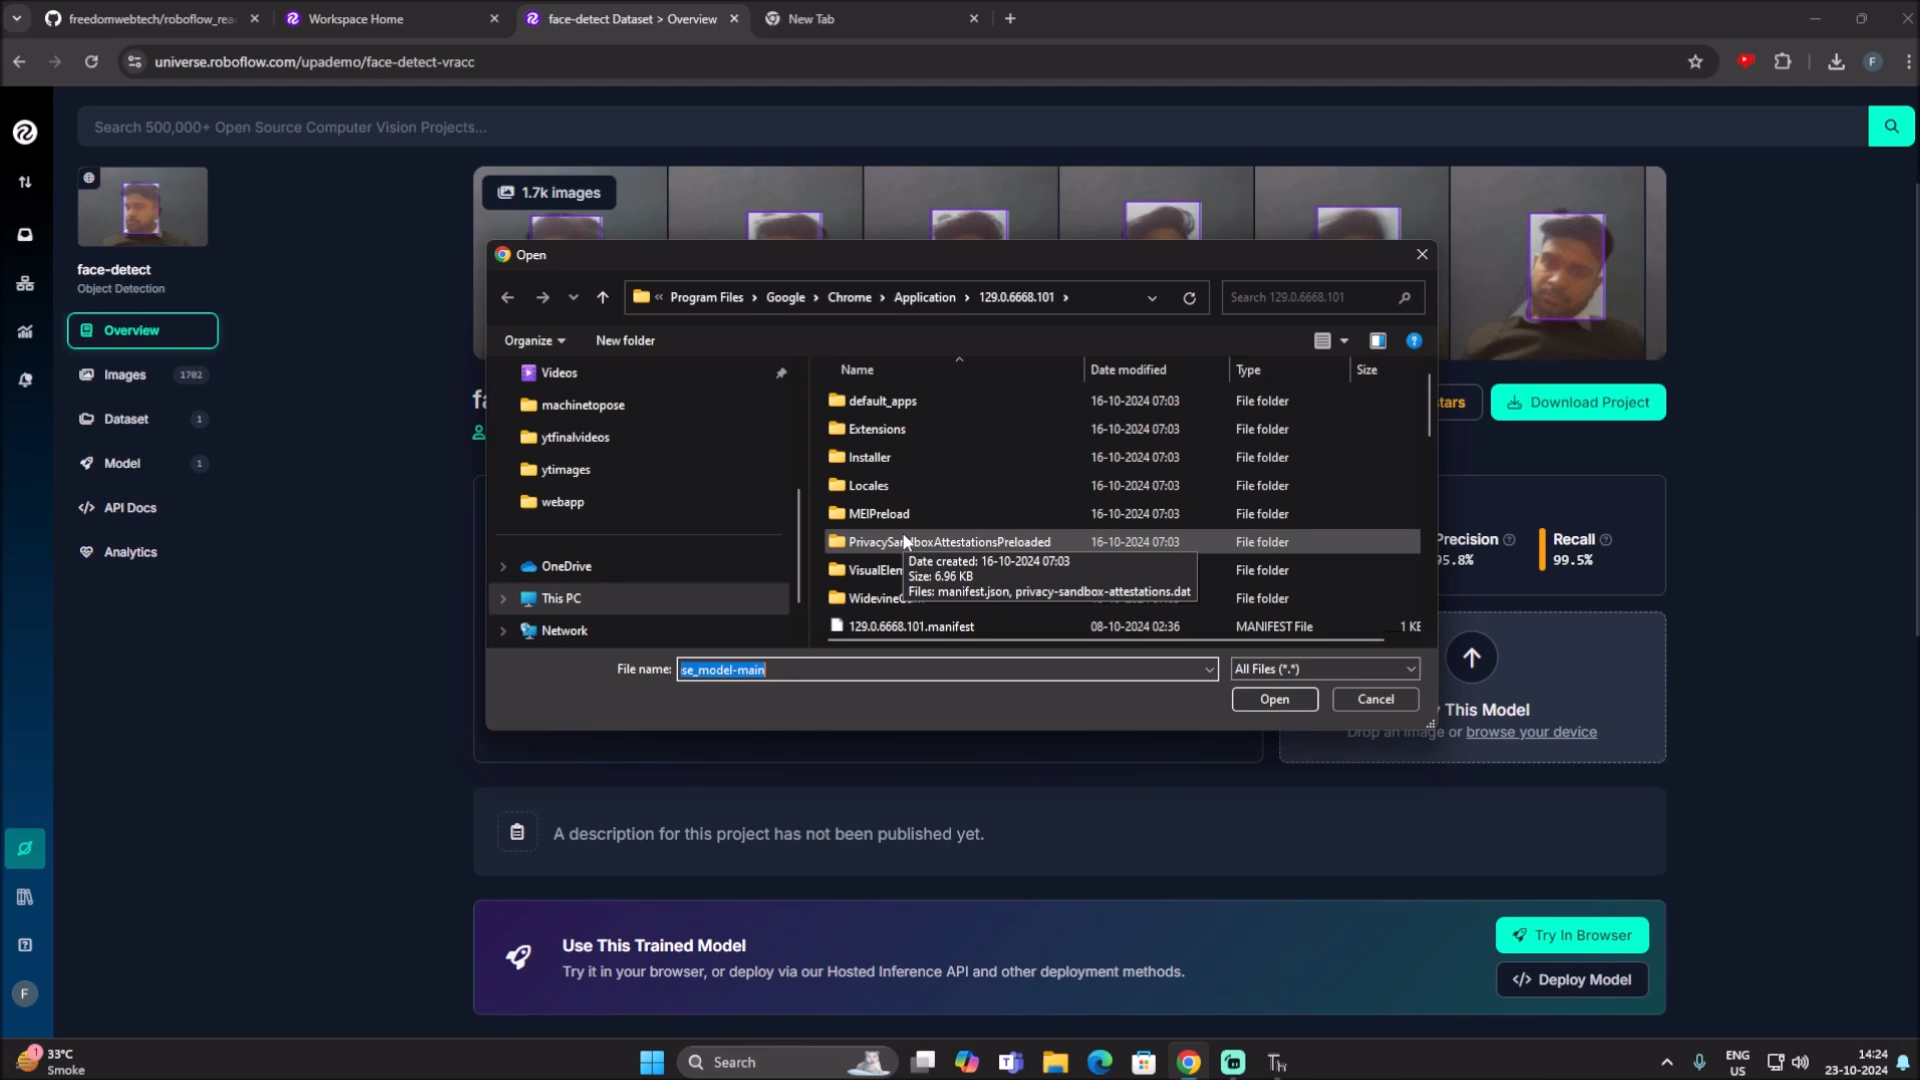 freedomwebtech/roboflow_rea
Workspace Home
face-detect Dataset > Overview
New Tab
universe.roboflow.com/upademo/face-detect-vracc
F
Search 500,000+ Open Source Computer Vision Projects...
1.7k images
face-detect
Object Detection
Overview
Images 1702
Dataset 1
Model 1
API Docs
Analytics
Open
« Program Files › Google › Chrome › Application › 129.0.6668.101 ›
Search 129.0.6668.101
Organize
New folder
Videos
machinetopose
ytfinalvideos
ytimages
webapp
OneDrive
This PC
Network
Name Date modified Type Size
default_apps 16-10-2024 07:03 File folder
Extensions 16-10-2024 07:03 File folder
Installer 16-10-2024 07:03 File folder
Locales 16-10-2024 07:03 File folder
MEIPreload 16-10-2024 07:03 File folder
PrivacySandboxAttestationsPreloaded 16-10-2024 07:03 File folder
VisualElem File folder
Widevine File folder
129.0.6668.101.manifest 08-10-2024 02:36 MANIFEST File 1 KE
Date created: 16-10-2024 07:03
Size: 6.96 KB
Files: manifest.json, privacy-sandbox-attestations.dat
File name: se_model-main
All Files (*.*)
Open
Cancel
fa
stars
Download Project
Precision
95.8%
Recall
99.5%
This Model
Drop an image or browse your device
A description for this project has not been published yet.
Use This Trained Model
Try it in your browser, or deploy via our Hosted Inference API and other deployment methods.
Try In Browser
</> Deploy Model
F
1
33°C
Smoke
Search
ENG
US
14:24
23-10-2024